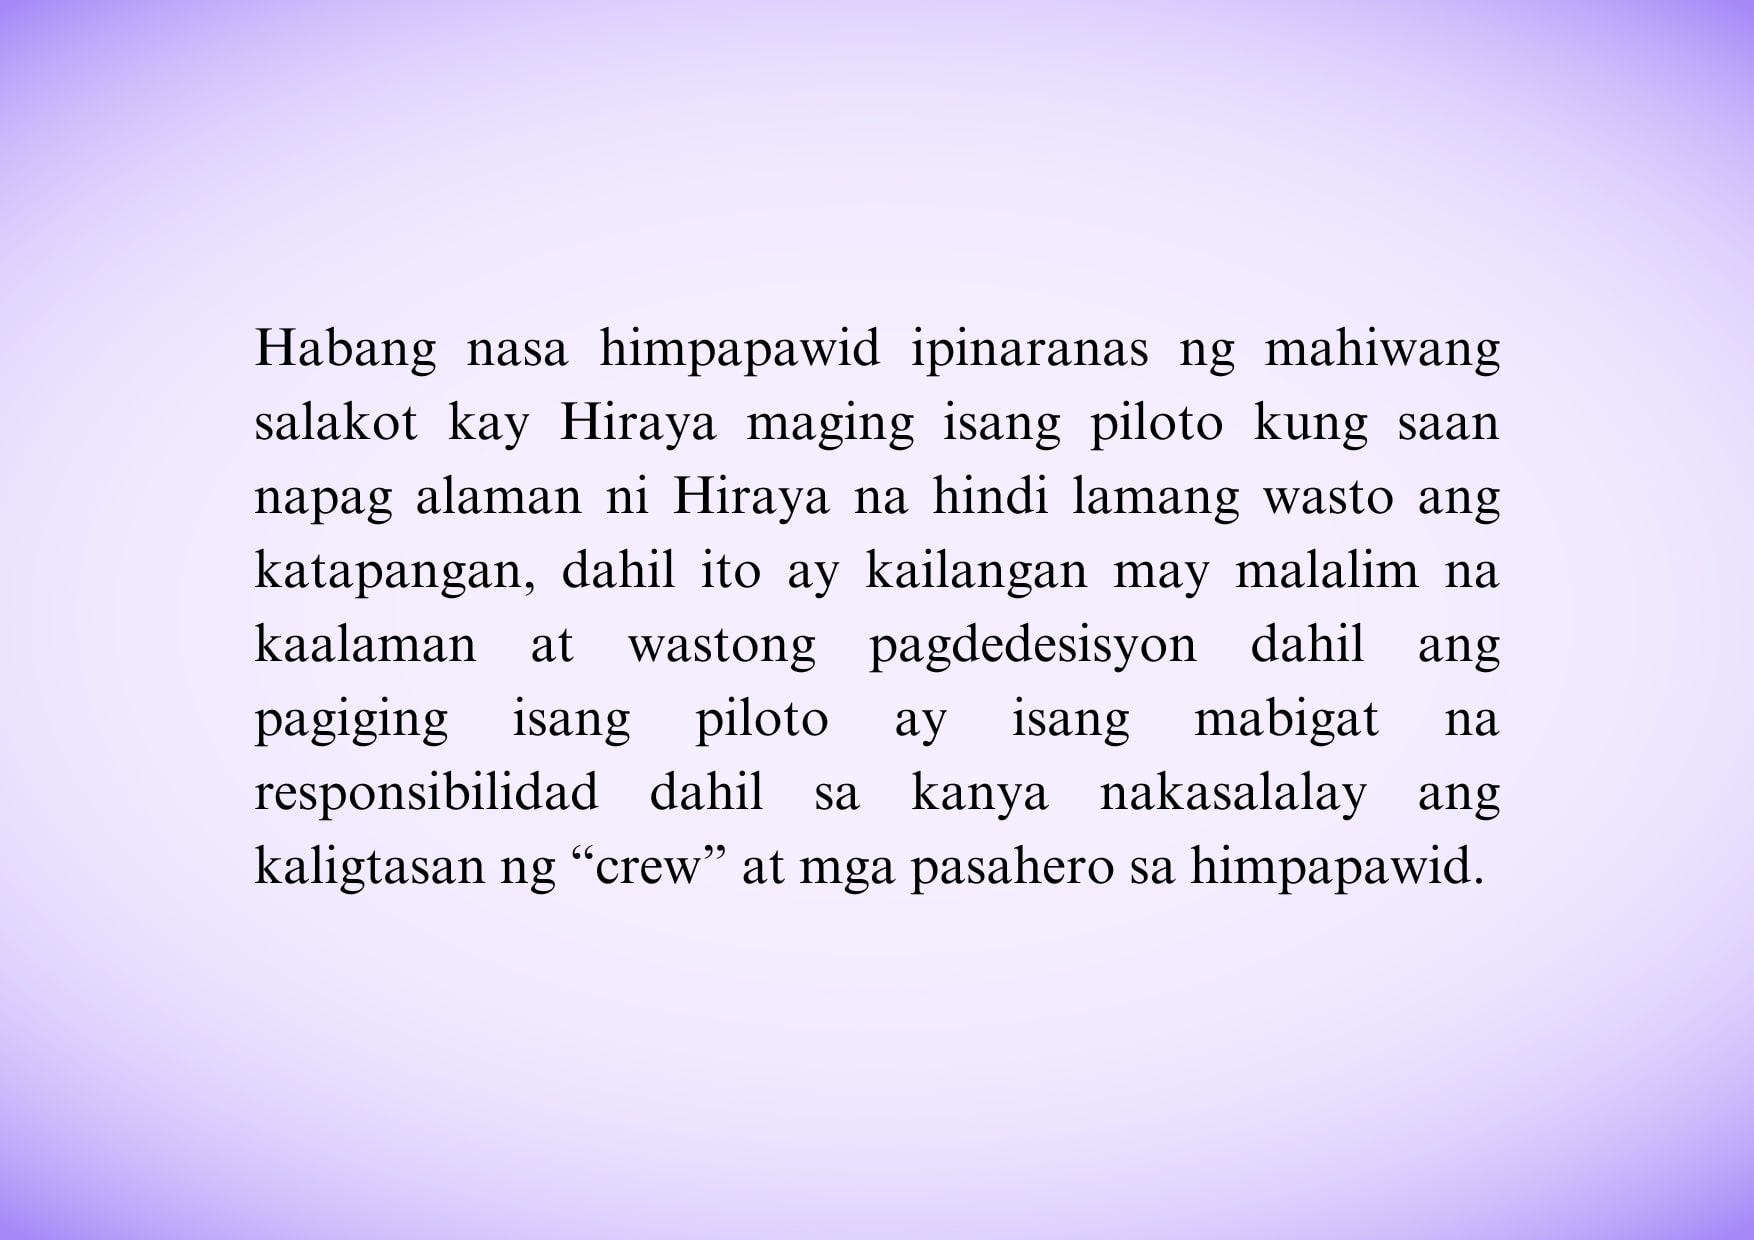 Habang nasa himpapawid ipinaranas ng mahiwang
salakot kay Hiraya maging isang piloto kung saan
napag alaman ni Hiraya na hindi lamang wasto ang
katapangan, dahil ito ay kailangan may malalim na
kaalaman at wastong pagdedesisyon dahil ang
pagiging isang piloto ay isang mabigat na
responsibilidad dahil sa kanya nakasalalay ang
kaligtasan ng “crew” at mga pasahero sa himpapawid.